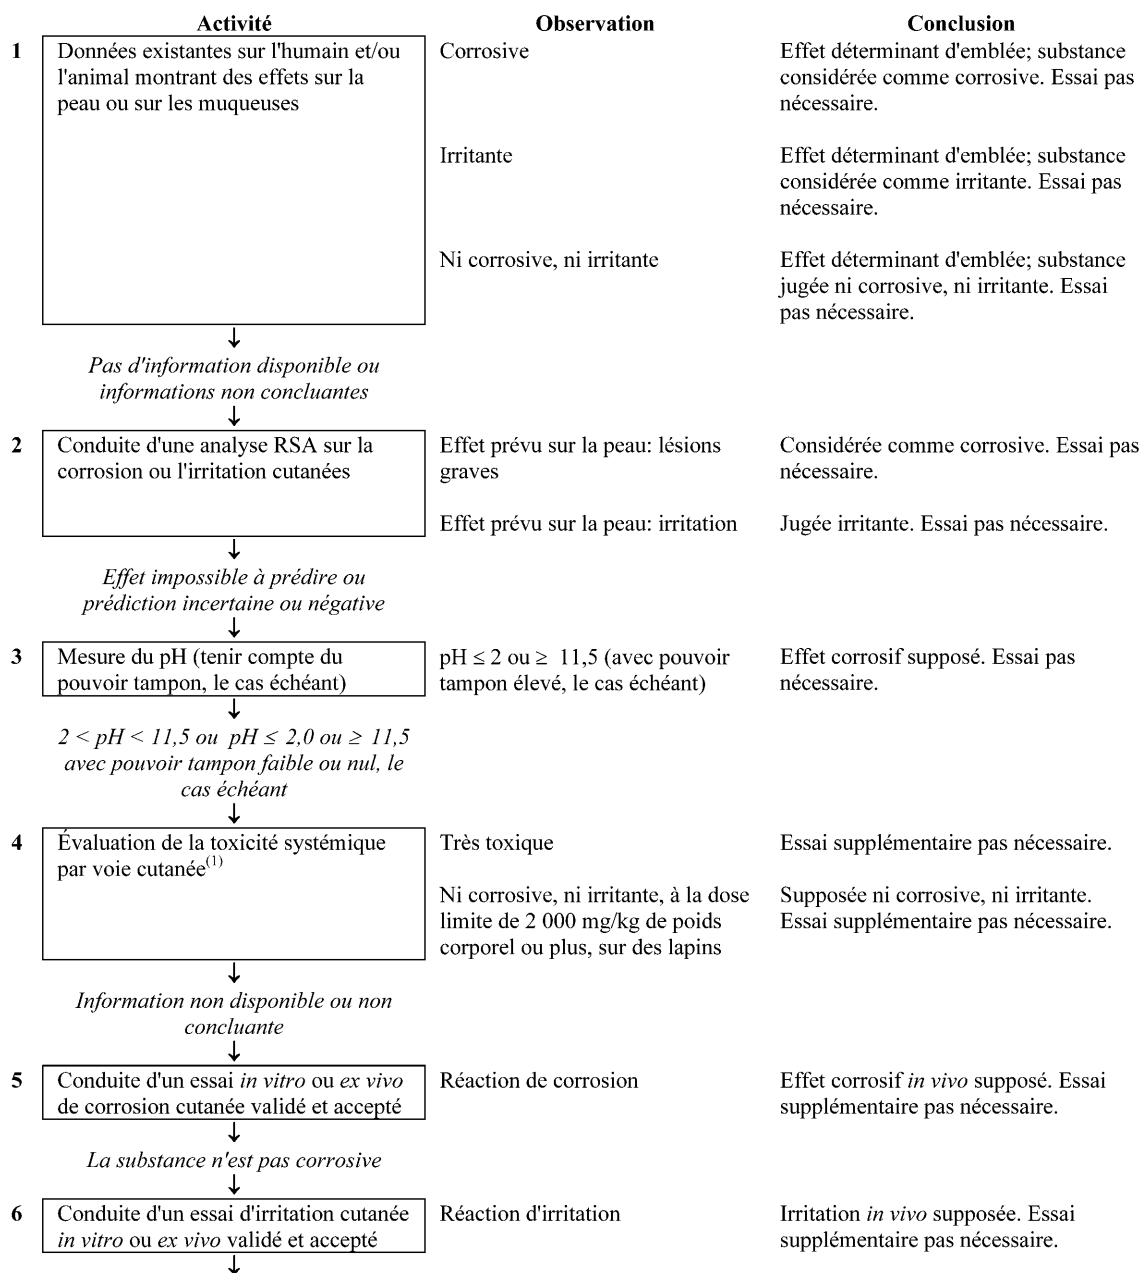 Activité Observation Conclusion
1 Données existantes sur l'humain et/ou Corrosive Effet déterminant d'emblée; substance
l'animal montrant des effets sur la considérée comme corrosive. Essai pas
peau ou sur les muqueuses nécessaire.
Irritante Effet déterminant d'emblée; substance
considérée comme irritante. Essai pas
nécessaire.
Ni corrosive, ni irritante Effet déterminant d'emblée; substance
jugée ni corrosive, ni irritante. Essai
pas nécessaire.
↓
Pas d'information disponible ou
informations non concluantes
↓
2 Conduite d'une analyse RSA sur la Effet prévu sur la peau: lésions Considérée comme corrosive. Essai pas
corrosion ou l'irritation cutanées graves nécessaire.
Effet prévu sur la peau: irritation Jugée irritante. Essai pas nécessaire.
↓
Effet impossible à prédire ou
prédiction incertaine ou négative
↓
3 Mesure du pH (tenir compte du pH ≤ 2 ou ≥ 11,5 (avec pouvoir Effet corrosif supposé. Essai pas
pouvoir tampon, le cas échéant) tampon élevé, le cas échéant) nécessaire.
↓
2 < pH < 11,5 ou pH ≤ 2,0 ou ≥ 11,5
avec pouvoir tampon faible ou nul, le
cas échéant
↓
4 Évaluation de la toxicité systémique Très toxique Essai supplémentaire pas nécessaire.
par voie cutanée(1)
Ni corrosive, ni irritante, à la dose Supposée ni corrosive, ni irritante.
limite de 2 000 mg/kg de poids Essai supplémentaire pas nécessaire.
corporel ou plus, sur des lapins
↓
Information non disponible ou non
concluante
↓
5 Conduite d'un essai in vitro ou ex vivo Réaction de corrosion Effet corrosif in vivo supposé. Essai
de corrosion cutanée validé et accepté supplémentaire pas nécessaire.
↓
La substance n'est pas corrosive
↓
6 Conduite d'un essai d'irritation cutanée Réaction d'irritation Irritation in vivo supposée. Essai
in vitro ou ex vivo validé et accepté supplémentaire pas nécessaire.
↓